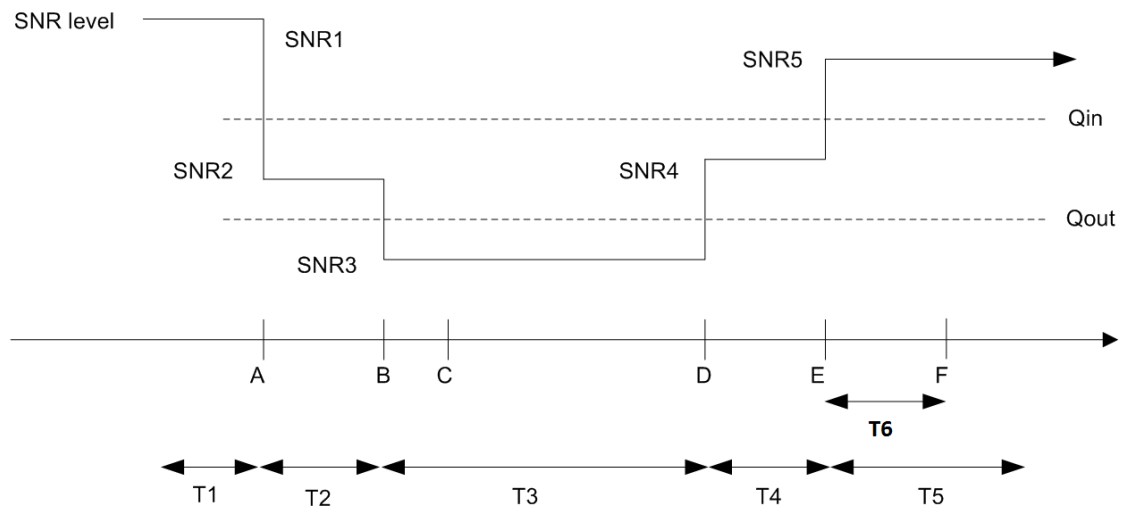 SNR level
SNR1
SNR5
Qin
SNR2
SNR4
Qout
SNR3
A B C D E F
T6
T1 T2 T3 T4 T5